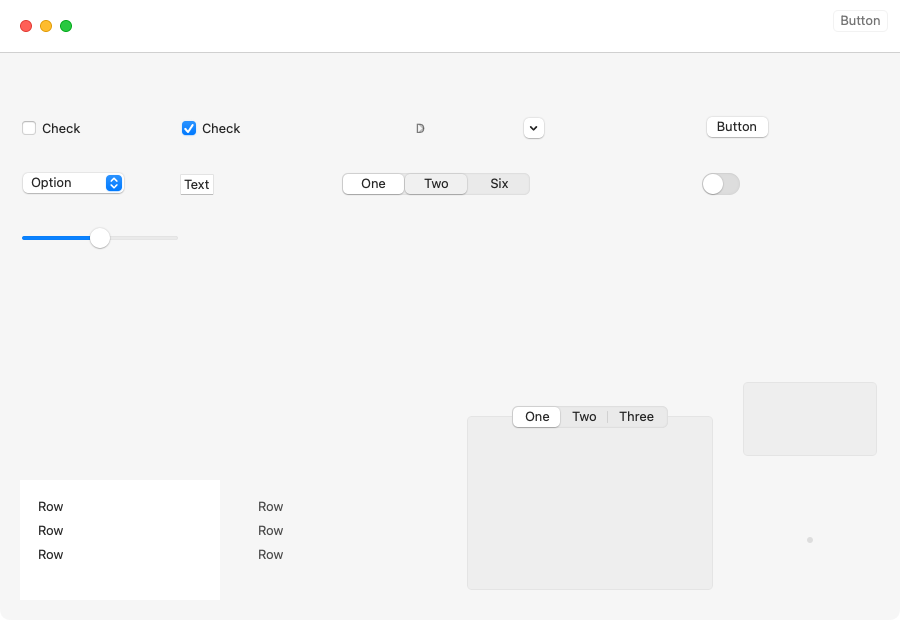 Button
Check Check D Button
Option Text One Two Six
One Two Three
Row Row
Row Row
Row Row